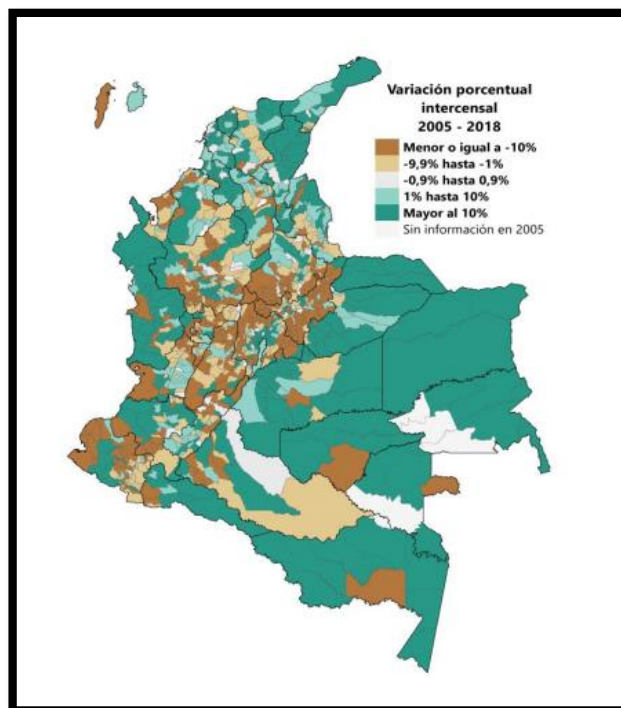 Variación porcentual
intercensal
2005 - 2018
Menor o igual a -10%
-9,9% hasta -1%
-0,9% hasta 0,9%
1% hasta 10%
Mayor al 10%
Sin información en 2005